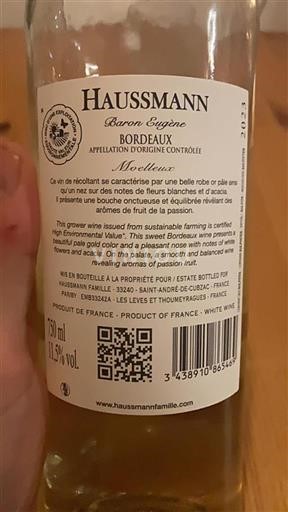 HAUSSMANN
Baron Eugène
BORDEAUX
APPELLATION D'ORIGINE CONTRÔLÉE
Moelleux
Ce vin de récoltant se caractérise par une belle robe or pâle ainsi
qu'un nez sur des notes de fleurs blanches et d'acacia.
Il présente une bouche onctueuse et équilibrée révélant des
arômes de fruit de la passion.
This grower wine issued from sustainable farming is certified
High Environmental Value*. This sweet Bordeaux wine presents a
beautiful pale gold color and a pleasant nose with notes of white
flowers and acacia. On the palate, a smooth and balanced wine
revealing aromas of passion fruit.
MIS EN BOUTEILLE À LA PROPRIÉTÉ POUR / ESTATE BOTTLED FOR
HAUSSMANN FAMILLE - 33240 - SAINT-ANDRÉ-DE-CUBZAC - FRANCE
PAR/BY EMB33242A - LES LEVES ET THOUMEYRAGUES - FRANCE
PRODUIT DE FRANCE - PRODUCT OF FRANCE - WHITE WINE
750 ml
11.5% vol.
3 438910 865469
www.haussmannfamille.com
2023